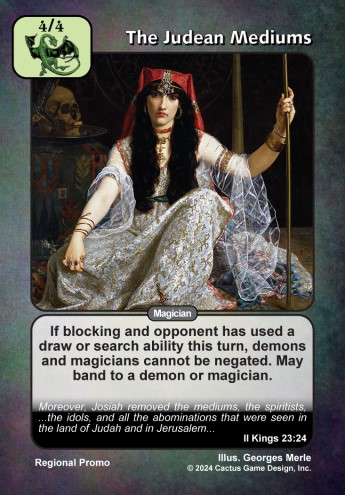 4/4
The Judean Mediums
Magician
If blocking and opponent has used a
draw or search ability this turn, demons
and magicians cannot be negated. May
band to a demon or magician.
Moreover, Josiah removed the mediums, the spiritists,
...the idols, and all the abominations that were seen in
the land of Judah and in Jerusalem...
II Kings 23:24
Regional Promo
Illus. Georges Merle
© 2024 Cactus Game Design, Inc.